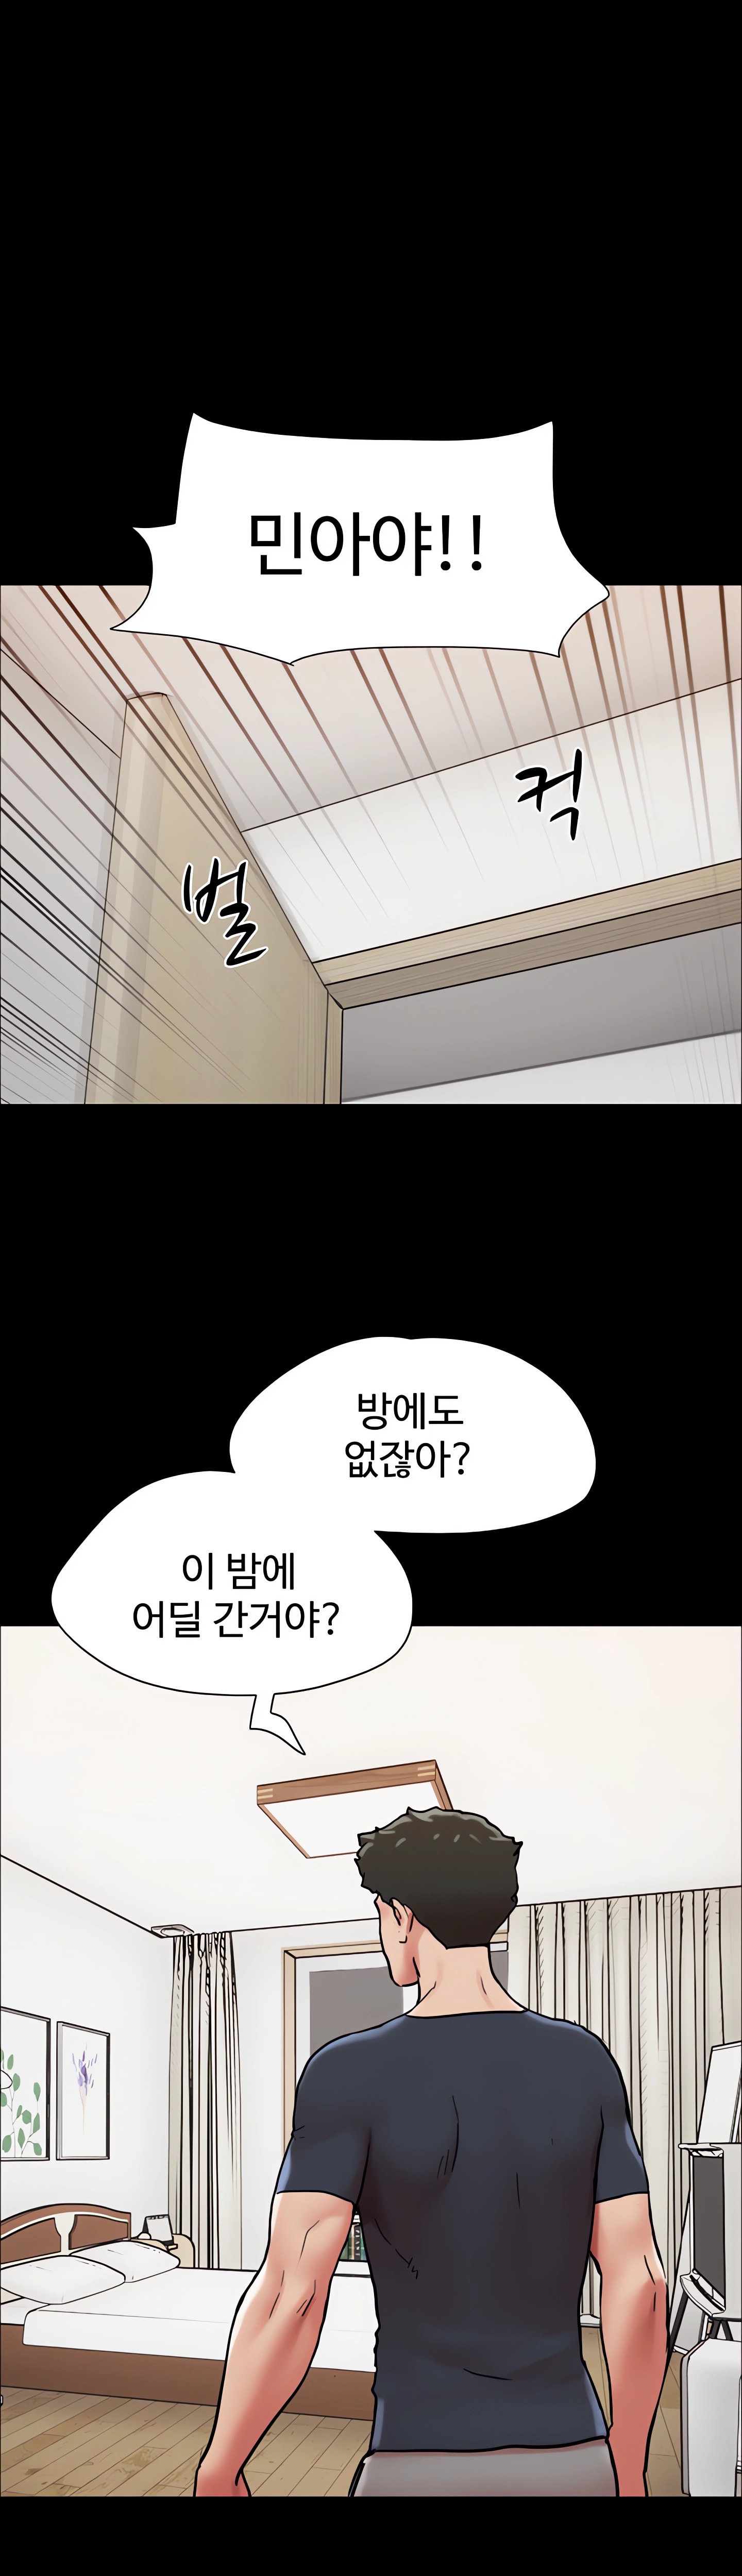 민아야!!
벌
컥
방에도
없잖아?
이 밤에
어딜 간거야?